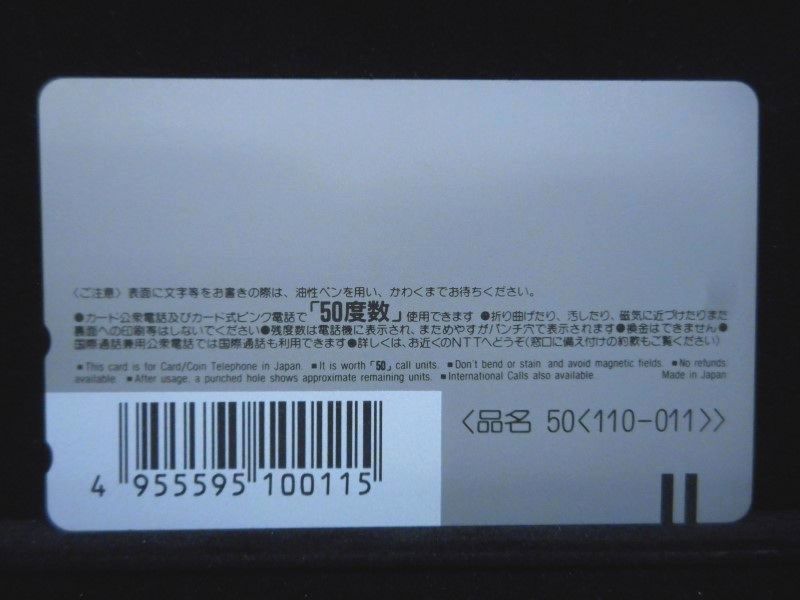 〈ご注意〉表面に文字等をお書きの際は、油性ペンを用い、かわくまでお待ちください。
●カード公衆電話及びカード式ピンク電話で「50度数」使用できます ●折り曲げたり、汚したり、磁気に近づけたりまた
裏面への印刷等はしないでください●残度数は電話機に表示され、まためやすがパンチ穴で表示されます●換金はできません●
国際通話兼用公衆電話では国際通話も利用できます●詳しくは、お近くのNTTへどうぞ(窓口に備え付けの約款もご覧ください)
■This card is for Card/Coin Telephone in Japan. ■It is worth「50」call units. ■Don't bend or stain and avoid magnetic fields. ■No refunds
available. ■After usage, a punched hole shows approximate remaining units. ■International Calls also available. Made in Japan
〈品名 50〈110-011〉〉
4 955595 100115